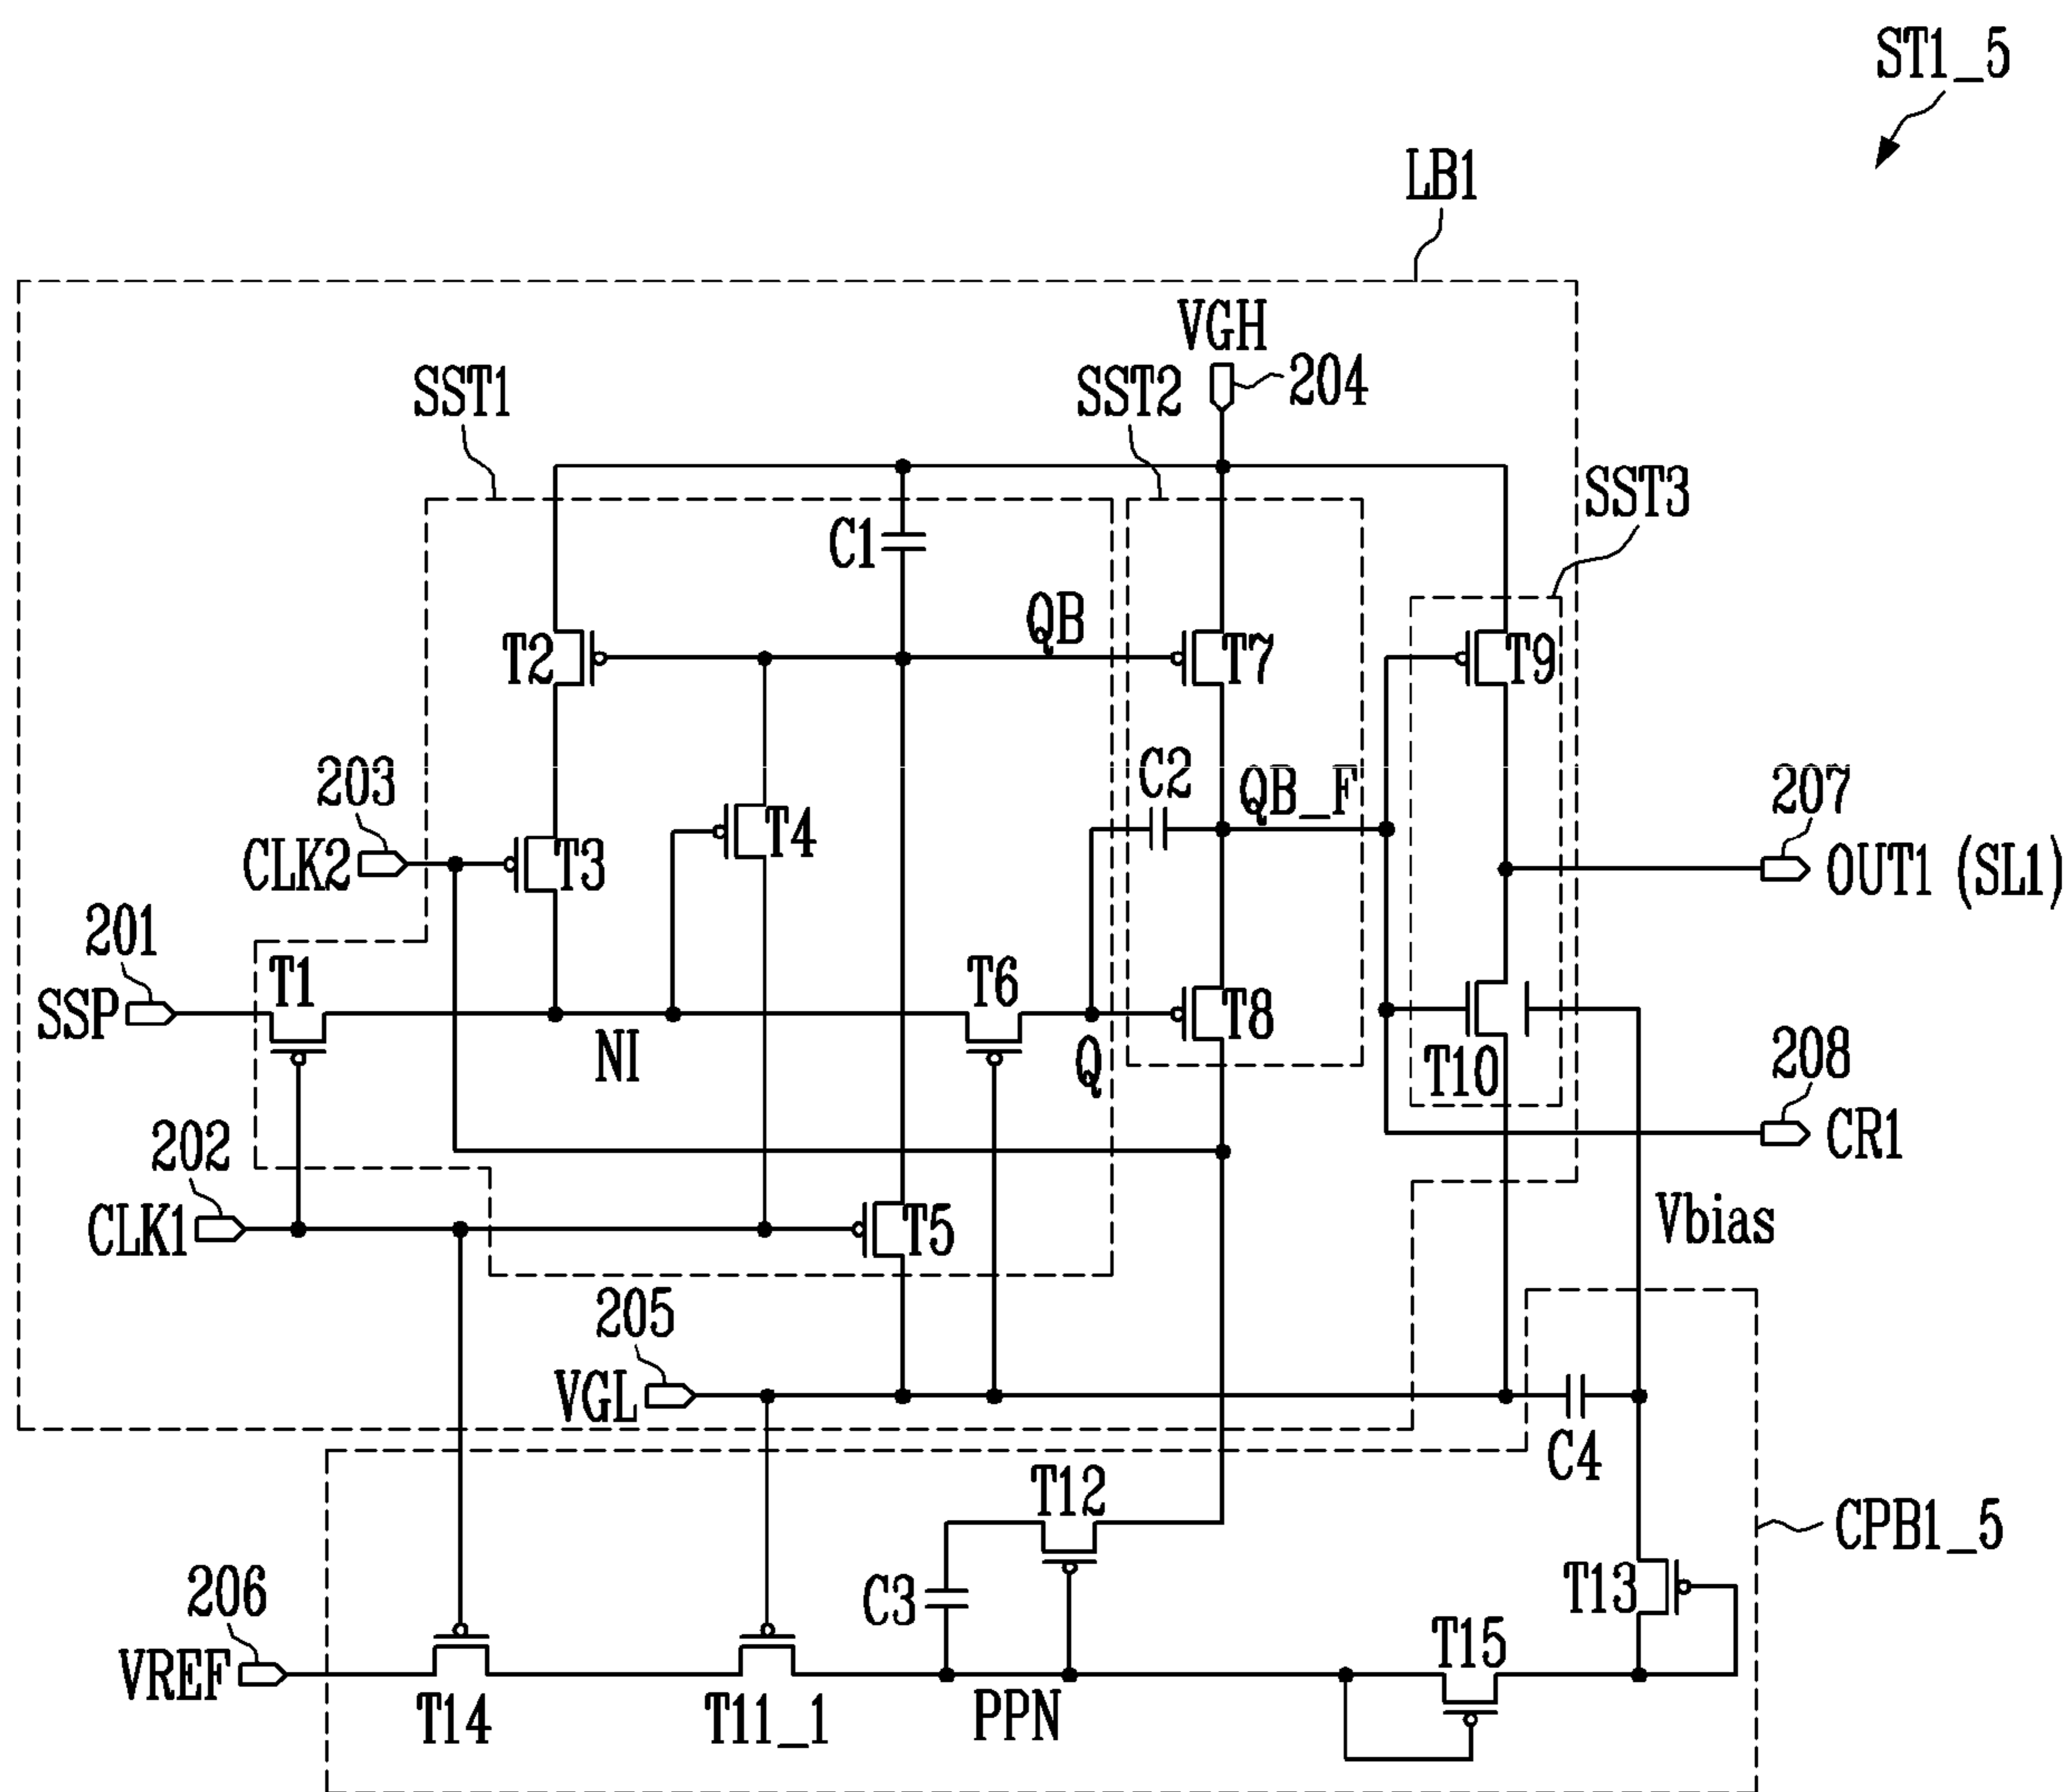 ST1_5
LB1
VGH
204
SST1
SST2
SST3
C1
QB
T2
T7
T9
C2
QB_F
203
CLK2
T3
T4
207
OUT1 (SL1)
201
SSP
T1
NI
T6
Q
T8
T10
208
CR1
202
CLK1
T5
Vbias
205
VGL
C4
T12
CPB1_5
C3
T13
206
VREF
T14
T11_1
PPN
T15